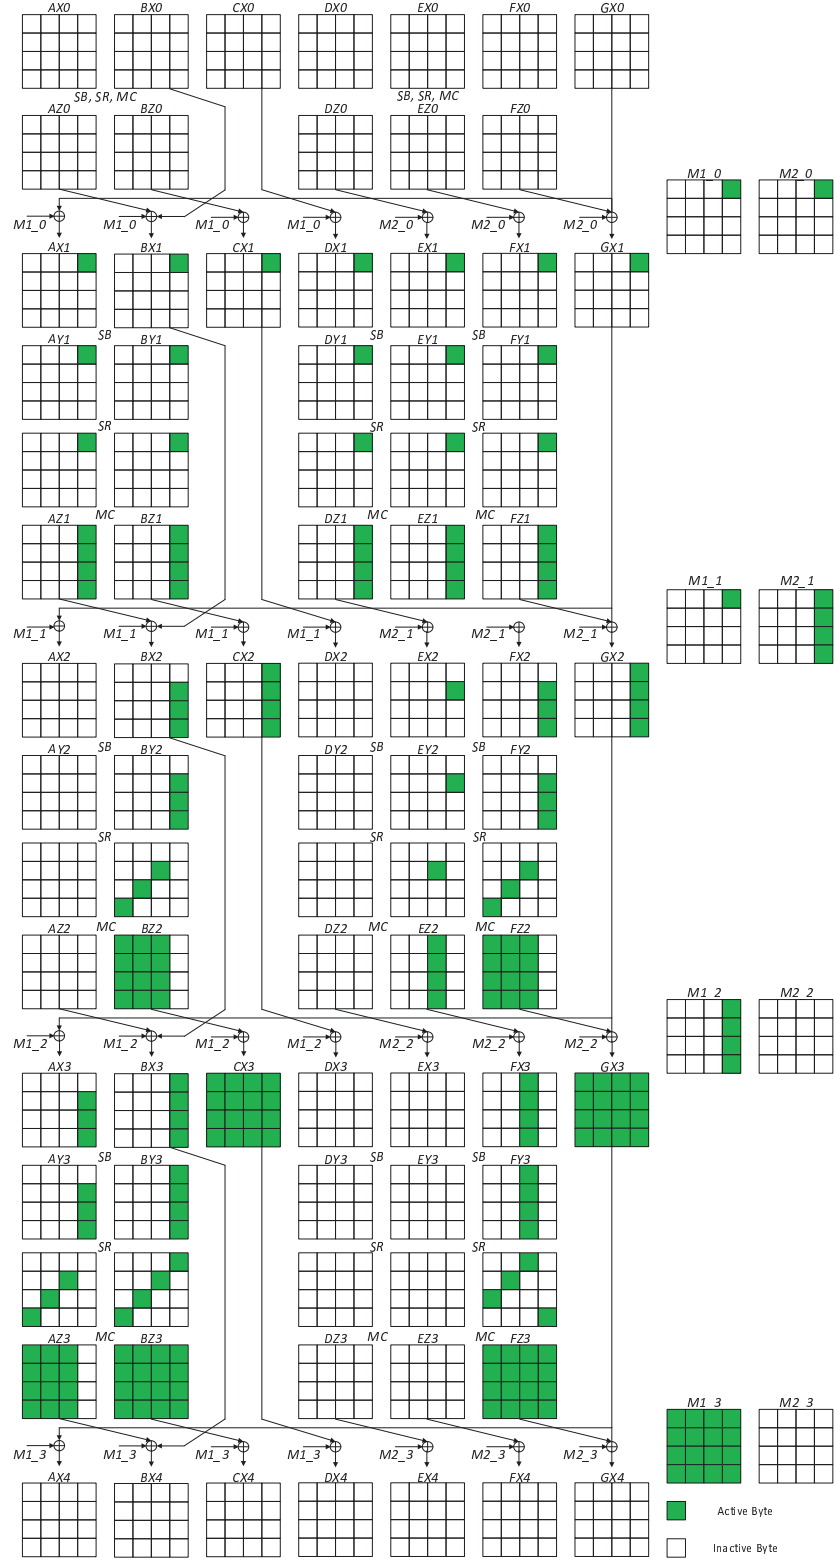 AX0 BX0 CX0 DX0 EX0 FX0 GX0
SB, SR, MC SB, SR, MC
AZ0 BZ0 DZ0 EZ0 FZ0
M1_0 M2_0
M1_0 M1_0 M1_0 M1_0 M2_0 M2_0 M2_0
AX1 BX1 CX1 DX1 EX1 FX1 GX1
AY1 SB BY1 DY1 SB EY1 SB FY1
SR SR SR
AZ1 MC BZ1 DZ1 MC EZ1 MC FZ1
M1_1 M2_1
M1_1 M1_1 M1_1 M1_1 M2_1 M2_1 M2_1
AX2 BX2 CX2 DX2 EX2 FX2 GX2
AY2 SB BY2 DY2 SB EY2 SB FY2
SR SR SR
AZ2 MC BZ2 DZ2 MC EZ2 MC FZ2
M1_2 M2_2
M1_2 M1_2 M1_2 M1_2 M2_2 M2_2 M2_2
AX3 BX3 CX3 DX3 EX3 FX3 GX3
AY3 SB BY3 DY3 SB EY3 SB FY3
SR SR SR
AZ3 MC BZ3 DZ3 MC EZ3 MC FZ3
M1_3 M2_3
M1_3 M1_3 M1_3 M1_3 M2_3 M2_3 M2_3
AX4 BX4 CX4 DX4 EX4 FX4 GX4
Active Byte
Inactive Byte